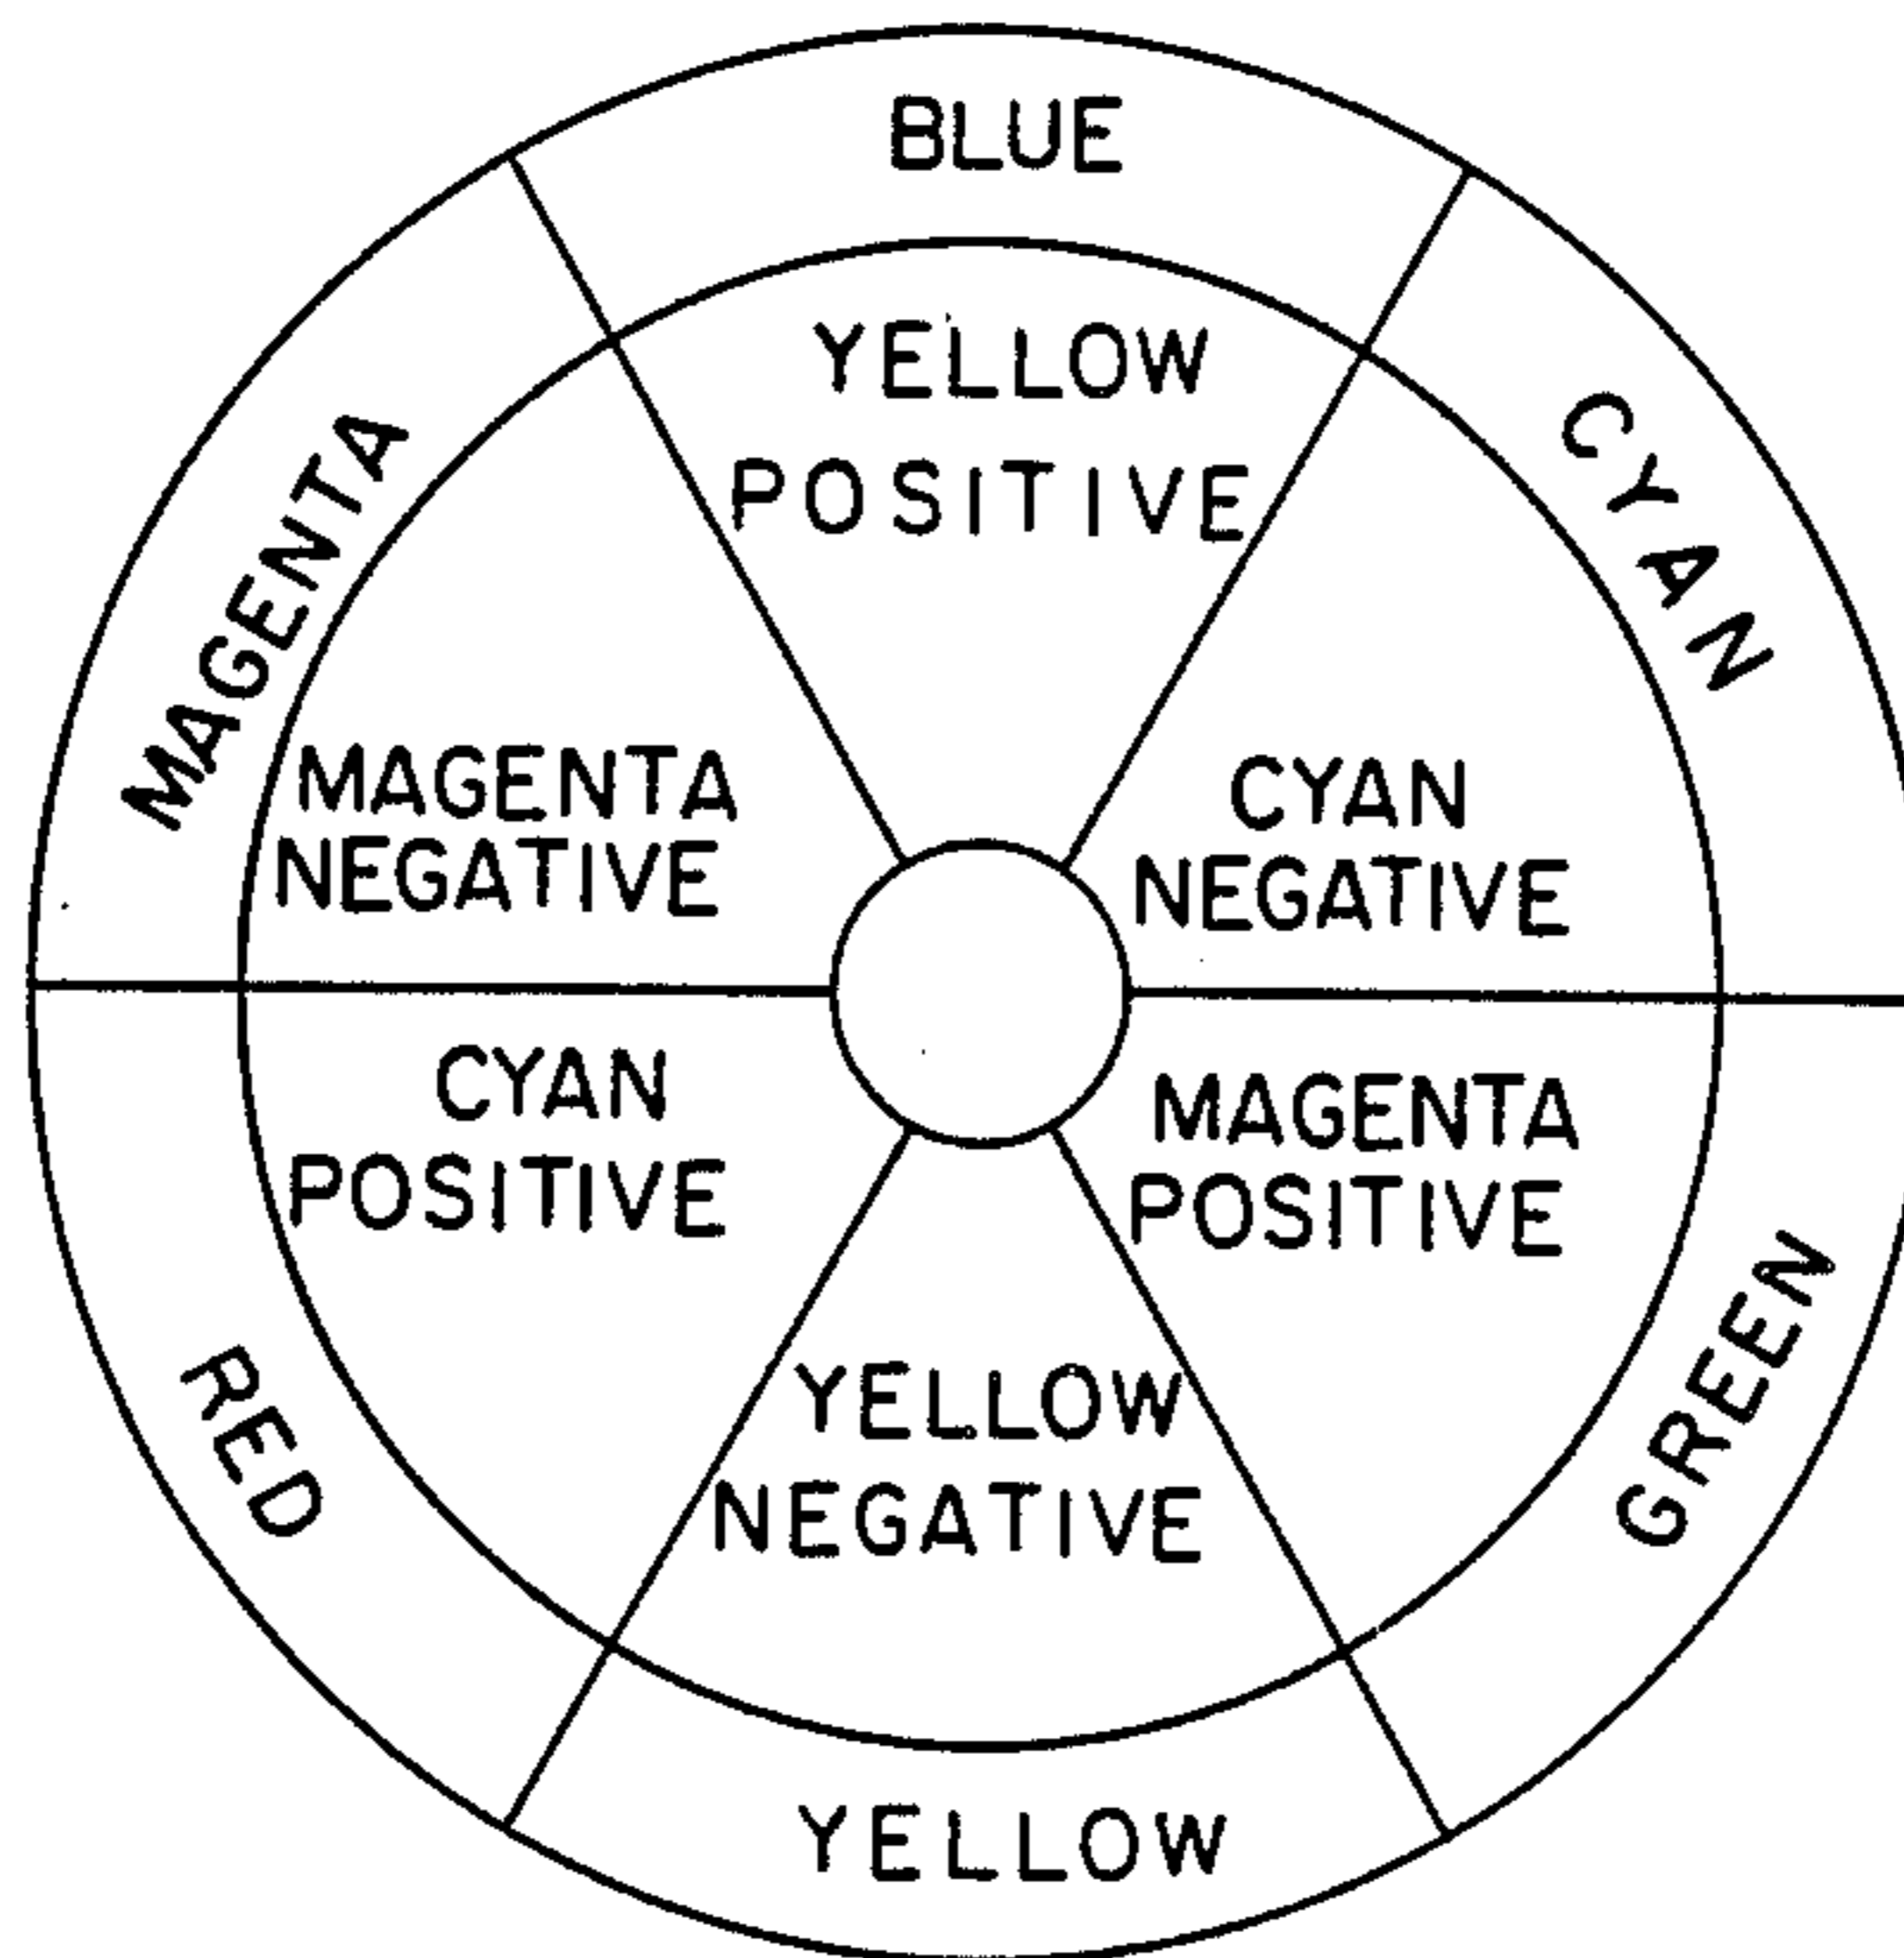 BLUE
YELLOW
POSITIVE
MAGENTA
CYAN
MAGENTA
NEGATIVE
CYAN
NEGATIVE
CYAN
POSITIVE
MAGENTA
POSITIVE
RED
GREEN
YELLOW
NEGATIVE
YELLOW